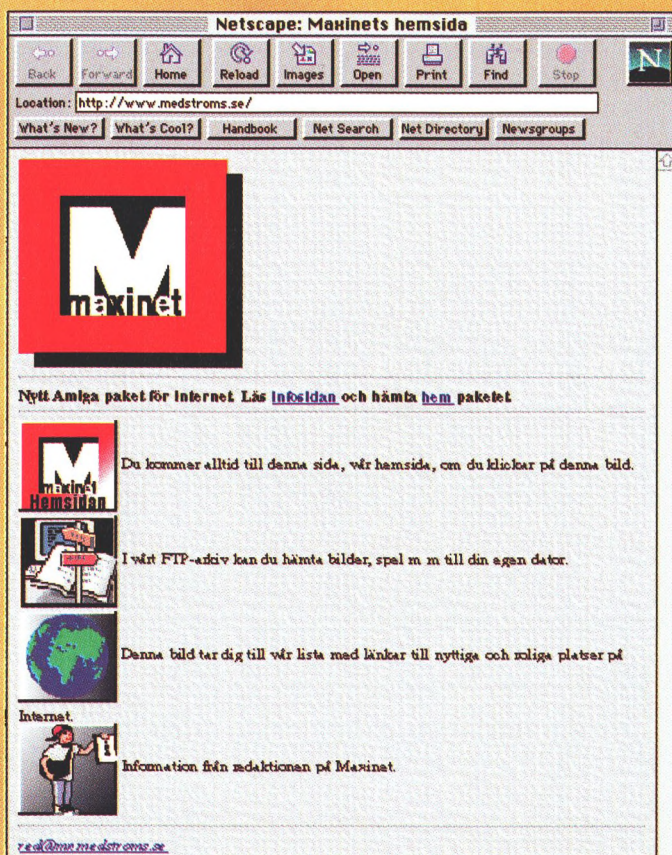 Netscape: Maxinets hemsida
Back Forward Home Reload Images Open Print Find Stop
N
Location: http://www.medstroms.se/
What's New? What's Cool? Handbook Net Search Net Directory Newsgroups
M
maxinet
Nytt Amiga paket för Internet. Läs Infosidan och hämta hem paketet.
M
maxinet
Hemsidan
Du kommer alltid till denna sida, vår hemsida, om du klickar på denna bild.
I vårt FTP-arkiv kan du hämta bilder, spel m m till din egen dator.
Denna bild tar dig till vår lista med länkar till nyttiga och roliga platser på
Internet.
i
Information från redaktionen på Maxinet.
red@mn.medstroms.se